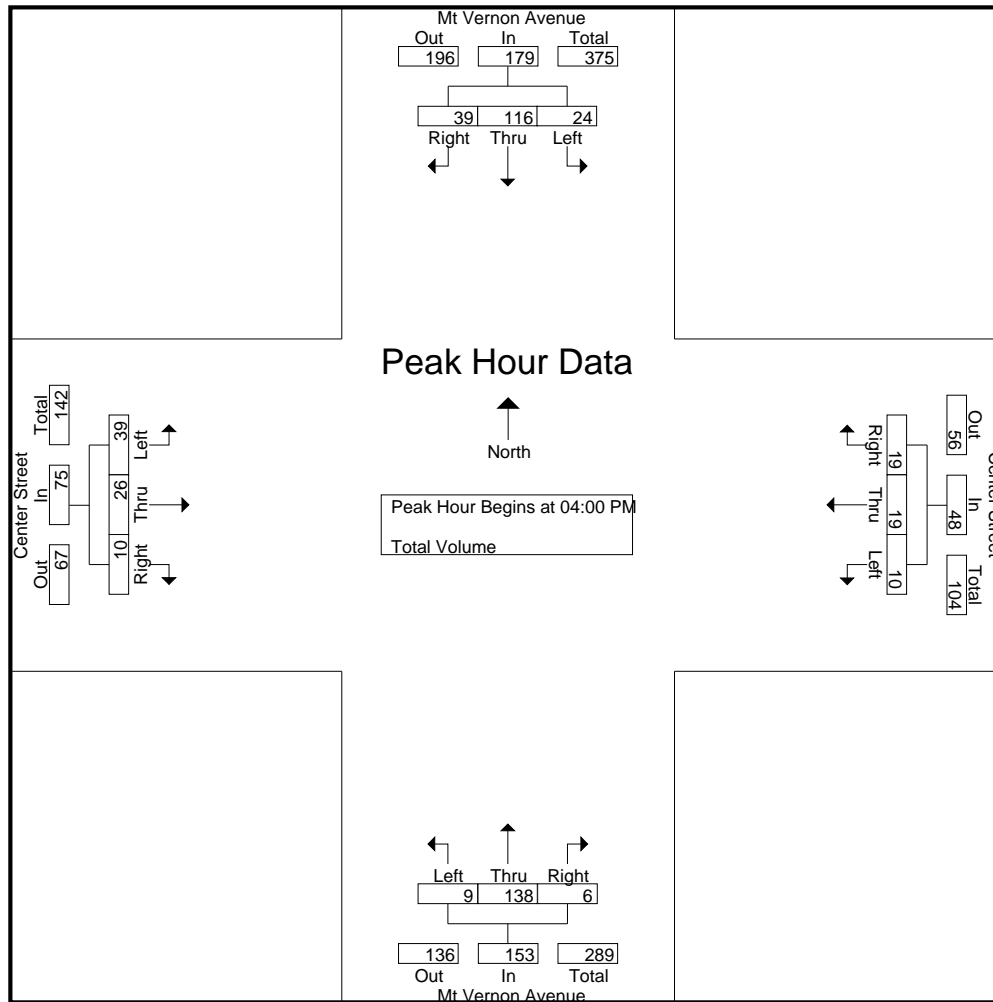 Mt Vernon Avenue
Out In Total
196 179 375
39 116 24
Right Thru Left
Peak Hour Data
North
Peak Hour Begins at 04:00 PM
Total Volume
Center Street
Total In Out
142 75 67
39 26 10
Left Thru Right
Center Street
Out In Total
56 48 104
19 19 10
Right Thru Left
Left Thru Right
9 138 6
136 153 289
Out In Total
Mt Vernon Avenue